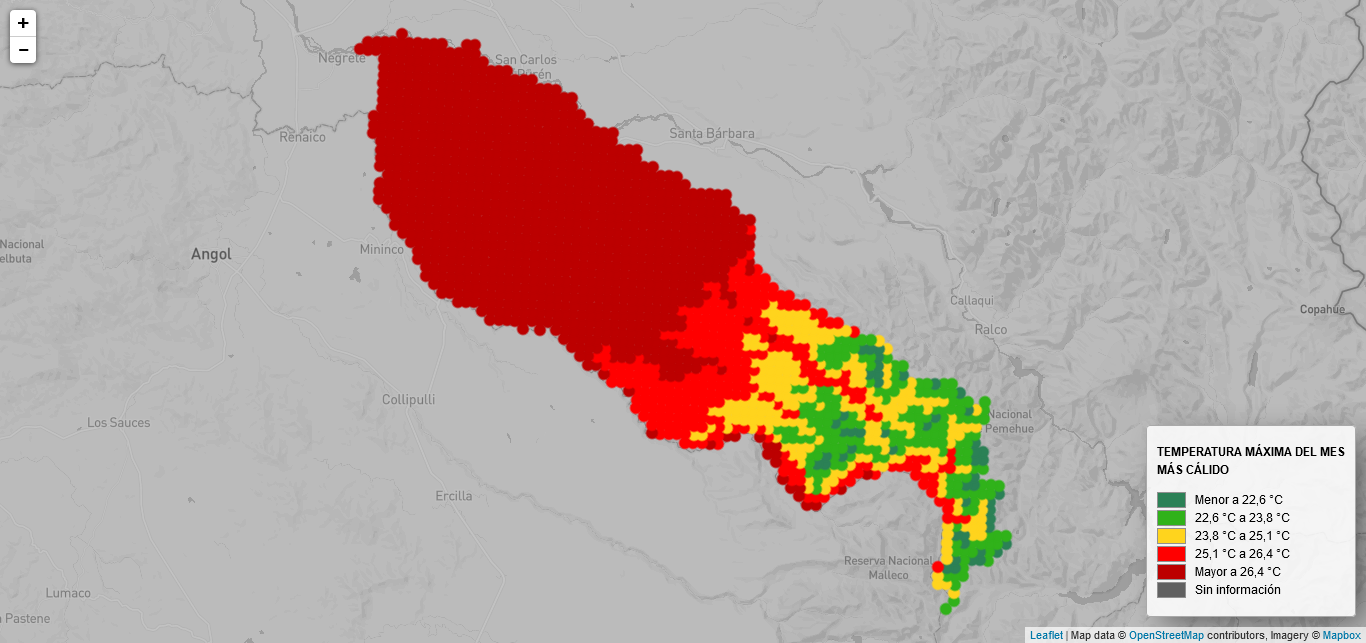 +
−
Negrete
San Carlos
Purén
Renaico
Santa Bárbara
Nacional
elbuta
Angol
Mininco
Callaqui
Ralco
Copahue
Collipulli
Los Sauces
Nacional
Pemehue
Ercilla
Reserva Nacional
Malleco
Lumaco
Pastene
TEMPERATURA MÁXIMA DEL MES
MÁS CÁLIDO
Menor a 22,6 °C
22,6 °C a 23,8 °C
23,8 °C a 25,1 °C
25,1 °C a 26,4 °C
Mayor a 26,4 °C
Sin información
Leaflet | Map data © OpenStreetMap contributors, Imagery © Mapbox